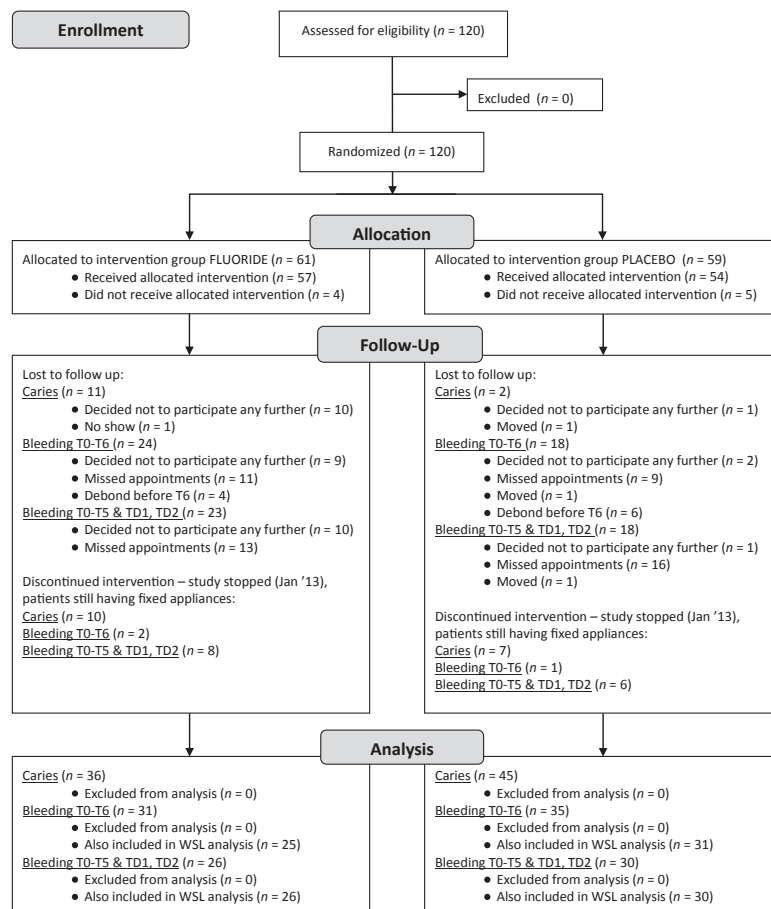 Enrollment
Assessed for eligibility (n = 120)
Excluded (n = 0)
Randomized (n = 120)
Allocation
Allocated to intervention group FLUORIDE (n = 61)
• Received allocated intervention (n = 57)
• Did not receive allocated intervention (n = 4)
Allocated to intervention group PLACEBO (n = 59)
• Received allocated intervention (n = 54)
• Did not receive allocated intervention (n = 5)
Follow-Up
Lost to follow up:
Caries (n = 11)
• Decided not to participate any further (n = 10)
• No show (n = 1)
Bleeding T0-T6 (n = 24)
• Decided not to participate any further (n = 9)
• Missed appointments (n = 11)
• Debond before T6 (n = 4)
Bleeding T0-T5 & TD1, TD2 (n = 23)
• Decided not to participate any further (n = 10)
• Missed appointments (n = 13)
Discontinued intervention – study stopped (Jan ’13),
patients still having fixed appliances:
Caries (n = 10)
Bleeding T0-T6 (n = 2)
Bleeding T0-T5 & TD1, TD2 (n = 8)
Lost to follow up:
Caries (n = 2)
• Decided not to participate any further (n = 1)
• Moved (n = 1)
Bleeding T0-T6 (n = 18)
• Decided not to participate any further (n = 2)
• Missed appointments (n = 9)
• Moved (n = 1)
• Debond before T6 (n = 6)
Bleeding T0-T5 & TD1, TD2 (n = 18)
• Decided not to participate any further (n = 1)
• Missed appointments (n = 16)
• Moved (n = 1)
Discontinued intervention – study stopped (Jan ’13),
patients still having fixed appliances:
Caries (n = 7)
Bleeding T0-T6 (n = 1)
Bleeding T0-T5 & TD1, TD2 (n = 6)
Analysis
Caries (n = 36)
• Excluded from analysis (n = 0)
Bleeding T0-T6 (n = 31)
• Excluded from analysis (n = 0)
• Also included in WSL analysis (n = 25)
Bleeding T0-T5 & TD1, TD2 (n = 26)
• Excluded from analysis (n = 0)
• Also included in WSL analysis (n = 26)
Caries (n = 45)
• Excluded from analysis (n = 0)
Bleeding T0-T6 (n = 35)
• Excluded from analysis (n = 0)
• Also included in WSL analysis (n = 31)
Bleeding T0-T5 & TD1, TD2 (n = 30)
• Excluded from analysis (n = 0)
• Also included in WSL analysis (n = 30)